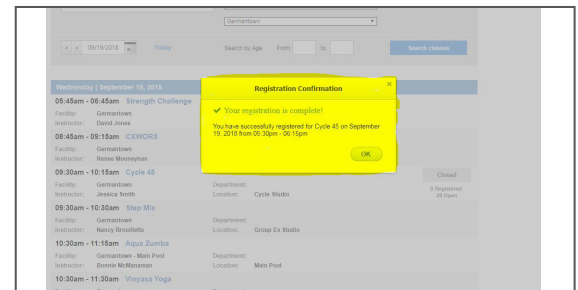 Germantown
09/19/2018 Today Search by Age From to Search classes
Wednesday | September 19, 2018
Registration Confirmation ×
✔ Your registration is complete!
You have successfully registered for Cycle 45 on September
19, 2018 from 05:30pm - 06:15pm
OK
05:45am - 06:45am Strength Challenge
Facility: Germantown
Instructor: David Jones
08:45am - 09:15am CXWORX
Facility: Germantown
Instructor: Renee Mooneyhan
09:30am - 10:15am Cycle 45 Closed
Facility: Germantown Department: 0 Registered
Instructor: Jessica Smith Location: Cycle Studio 29 Open
09:30am - 10:30am Step Mix
Facility: Germantown Department:
Instructor: Nancy Brouillette Location: Group Ex Studio
10:30am - 11:15am Aqua Zumba
Facility: Germantown - Main Pool Department:
Instructor: Bonnie McManaman Location: Main Pool
10:30am - 11:30am Vinyasa Yoga